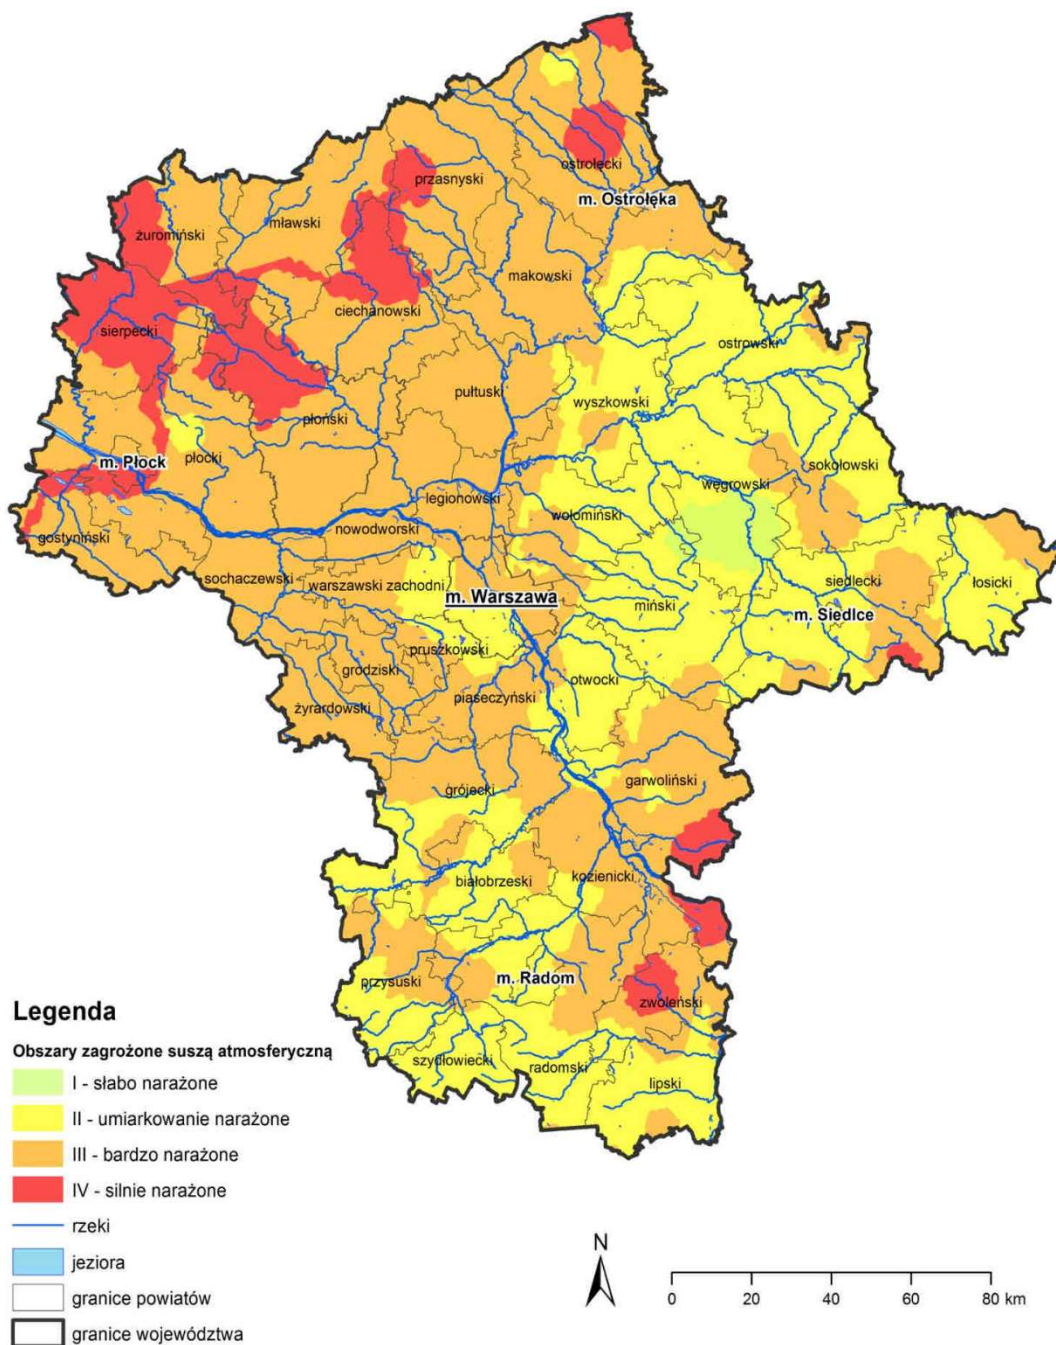 ostrołęcki
przasnyski
m. Ostrołęka
mławski
żuromiński
makowski
ciechanowski
sierpecki
ostrowski
pułtuski
wyszkowski
płoński
płocki
m. Płock
sokołowski
węgrowski
legionowski
wołomiński
nowodworski
gostyniński
sochaczewski
warszawski zachodni
siedlecki
łosicki
m. Warszawa
miński
m. Siedlce
pruszkowski
grodziski
otwocki
piaseczyński
żyrardowski
garwoliński
grójecki
białobrzeski
kozienicki
przysuski
m. Radom
zwoleński
szydłowiecki
radomski
lipski
Legenda
Obszary zagrożone suszą atmosferyczną
I - słabo narażone
II - umiarkowanie narażone
III - bardzo narażone
IV - silnie narażone
rzeki
jeziora
granice powiatów
granice województwa
N
0 20 40 60 80 km